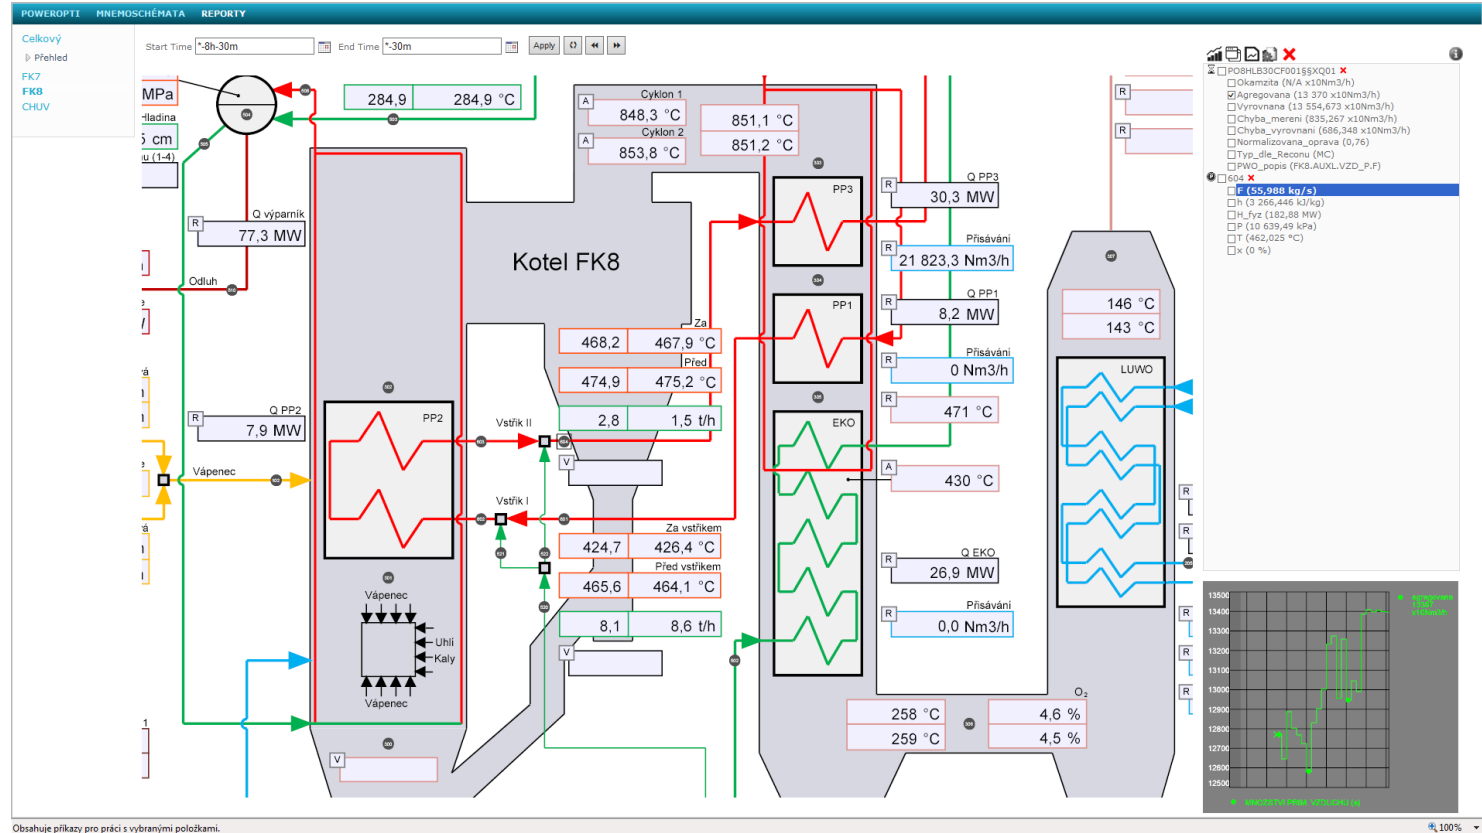 POWEROPTI MNEMOSCHÉMATA REPORTY
Celkový
Přehled
FK7
FK8
CHUV
Start Time *-8h-30m End Time *-30m Apply
MPa
Hladina
5 cm
u (1-4)
284,9 284,9 °C
Cyklon 1
A 848,3 °C
Cyklon 2
A 853,8 °C
851,1 °C
851,2 °C
R
R
Q výparník
R 77,3 MW
Odluh
Kotel FK8
PP3
Q PP3
R 30,3 MW
Přisávání
R 21 823,3 Nm3/h
PP1
Q PP1
R 8,2 MW
Přisávání
R 0 Nm3/h
R 471 °C
146 °C
143 °C
Za
468,2 467,9 °C
Před
474,9 475,2 °C
2,8 1,5 t/h
Q PP2
R 7,9 MW
PP2
Vstřik II
V
Vápenec
Vstřik I
Za vstřikem
424,7 426,4 °C
Před vstřikem
465,6 464,1 °C
8,1 8,6 t/h
V
EKO
A 430 °C
Q EKO
R 26,9 MW
Přisávání
R 0,0 Nm3/h
LUWO
R
R
R
R
R
R
Vápenec
Uhlí
Kaly
Vápenec
V
258 °C
259 °C
O₂
4,6 %
4,5 %
PO8HLB30CF001§§XQ01
Okamzita (N/A x10Nm3/h)
Agregovana (13 370 x10Nm3/h)
Vyrovnana (13 554,673 x10Nm3/h)
Chyba_mereni (835,267 x10Nm3/h)
Chyba_vyrovnani (686,348 x10Nm3/h)
Normalizovana_oprava (0,76)
Typ_dle_Reconu (MC)
PWO_popis (FK8.AUXL.VZD_P.F)
604
F (55,988 kg/s)
h (3 266,446 kJ/kg)
H_fyz (182,88 MW)
P (10 639,49 kPa)
T (462,025 °C)
x (0 %)
13500
13400
13300
13200
13100
13000
12900
12800
12700
12600
12500
agregovana
MNOZSTVI PRIM. VZDUCHU (a)
Obsahuje příkazy pro práci s vybranými položkami.
100%